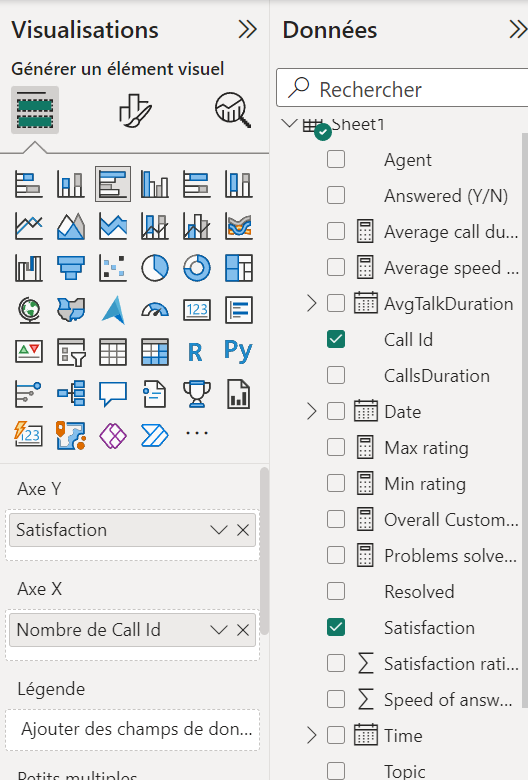 Visualisations
Données
Générer un élément visuel
Rechercher
Sheet1
Agent
Answered (Y/N)
Average call du...
Average speed ...
AvgTalkDuration
Call Id
CallsDuration
Date
Max rating
Min rating
Overall Custom...
Problems solve...
Resolved
Satisfaction
Satisfaction rati...
Speed of answ...
Time
Topic
123
R
Py
123
...
Axe Y
Satisfaction
Axe X
Nombre de Call Id
Légende
Ajouter des champs de don...
Petits multiples